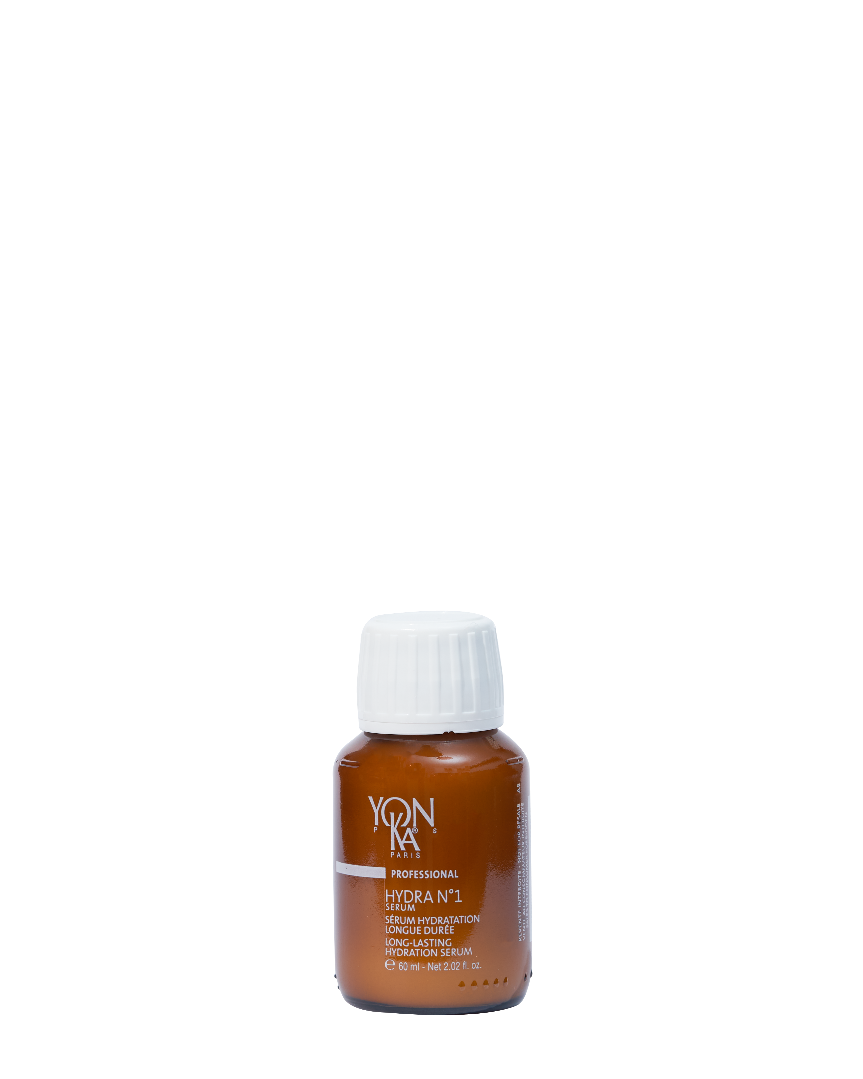 YON
KA®
PARIS
PROFESSIONAL
HYDRA N°1
SERUM
SÉRUM HYDRATATION
LONGUE DURÉE
LONG-LASTING
HYDRATION SERUM
℮ 60 ml - Net 2.02 fl. oz.